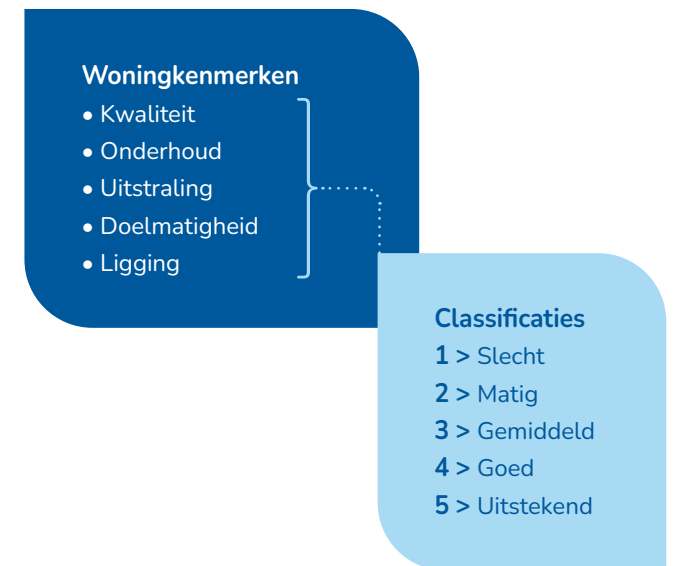 Woningkenmerken
• Kwaliteit
• Onderhoud
• Uitstraling
• Doelmatigheid
• Ligging
Classificaties
1 > Slecht
2 > Matig
3 > Gemiddeld
4 > Goed
5 > Uitstekend